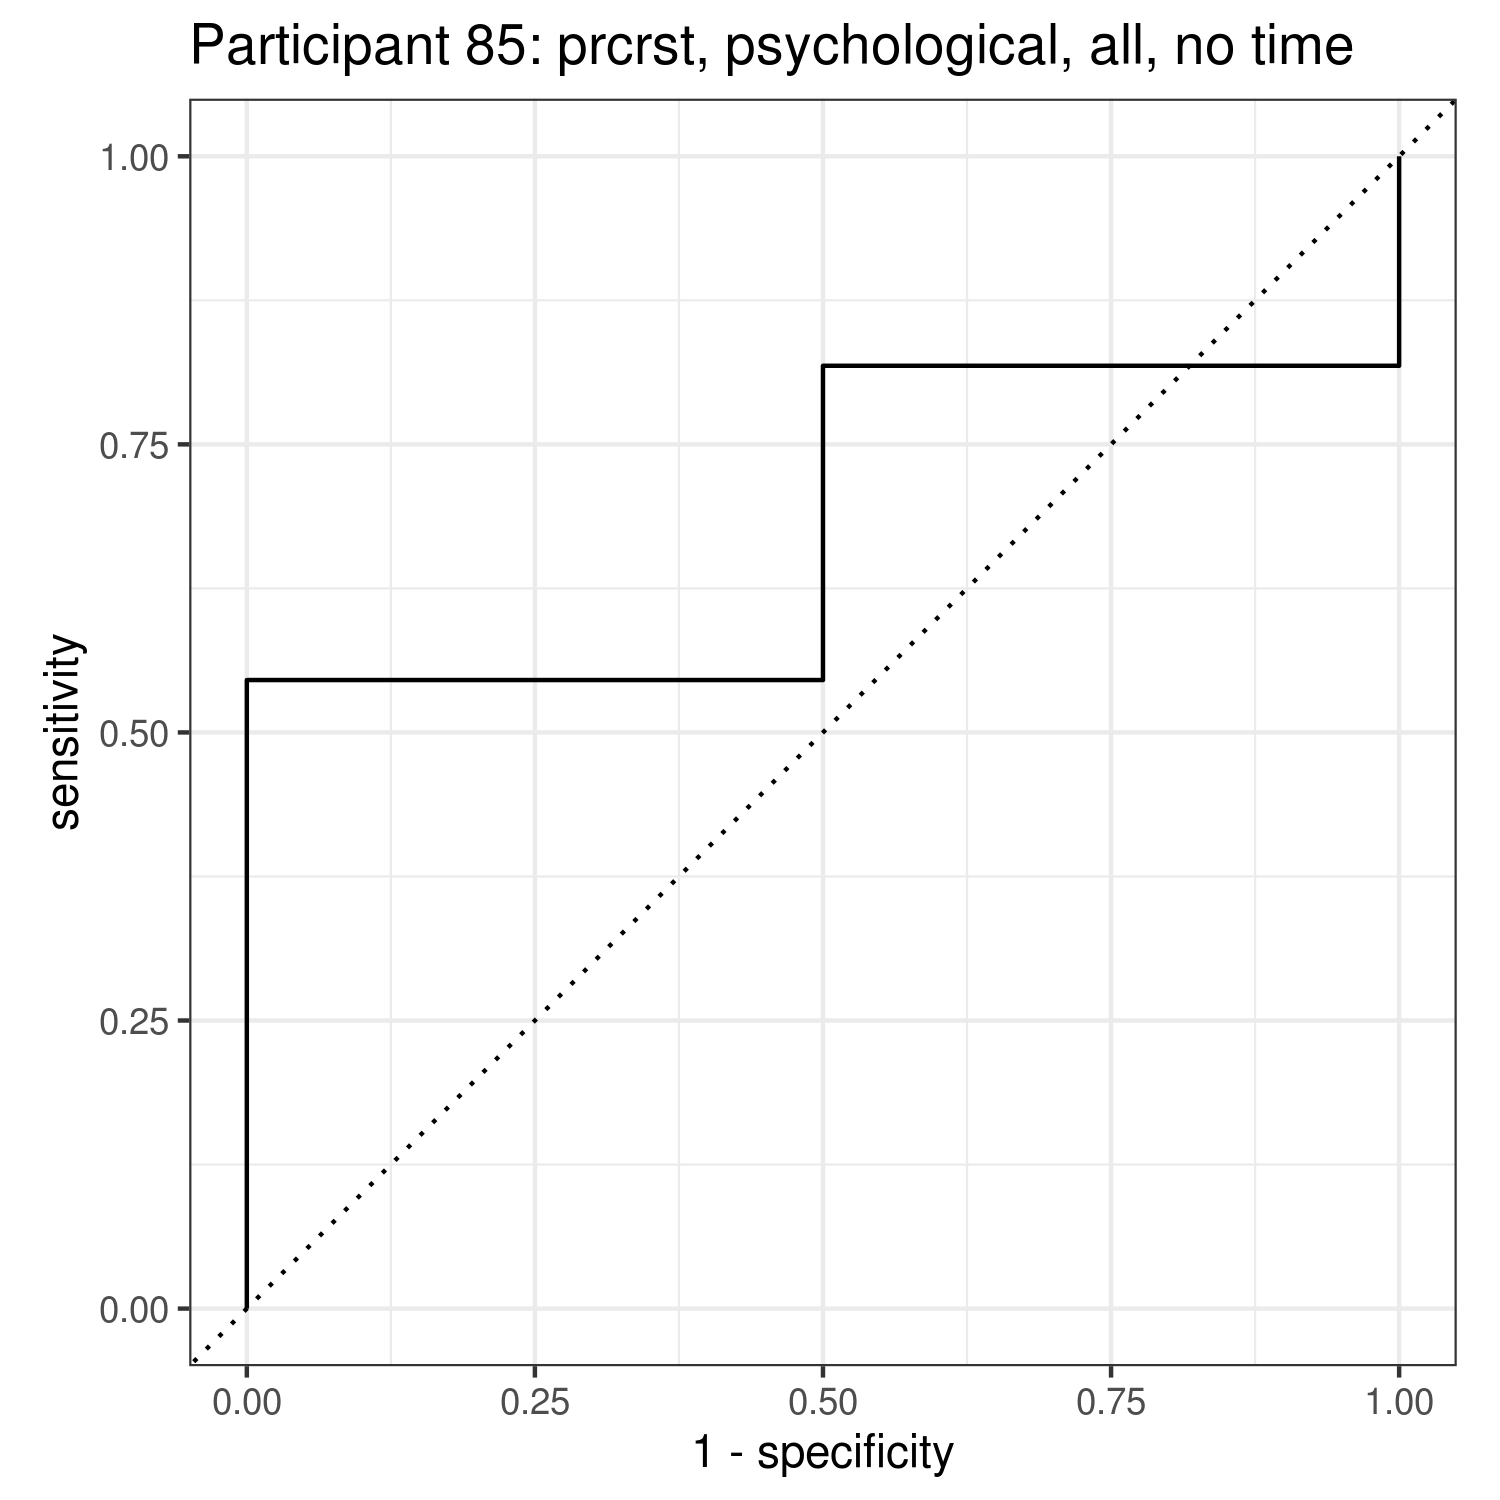 Participant 85: prcrst, psychological, all, no time
1.00
0.75
0.50
0.25
0.00
sensitivity
0.00 0.25 0.50 0.75 1.00
1 - specificity